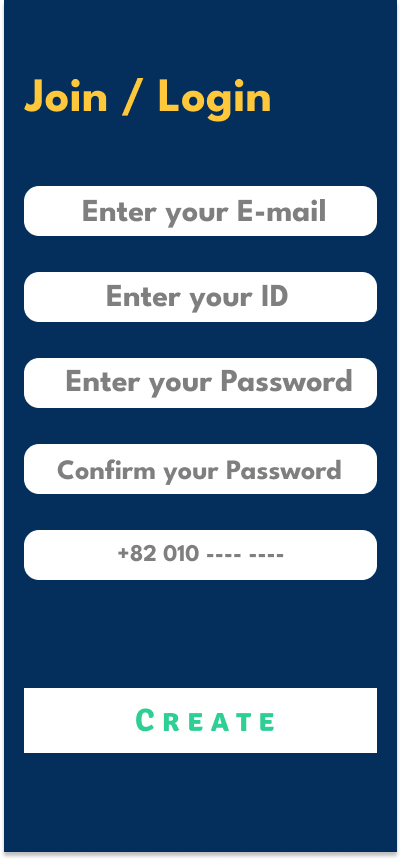 Join / Login
Enter your E-mail
Enter your ID
Enter your Password
Confirm your Password
+82 010 ---- ----
CREATE